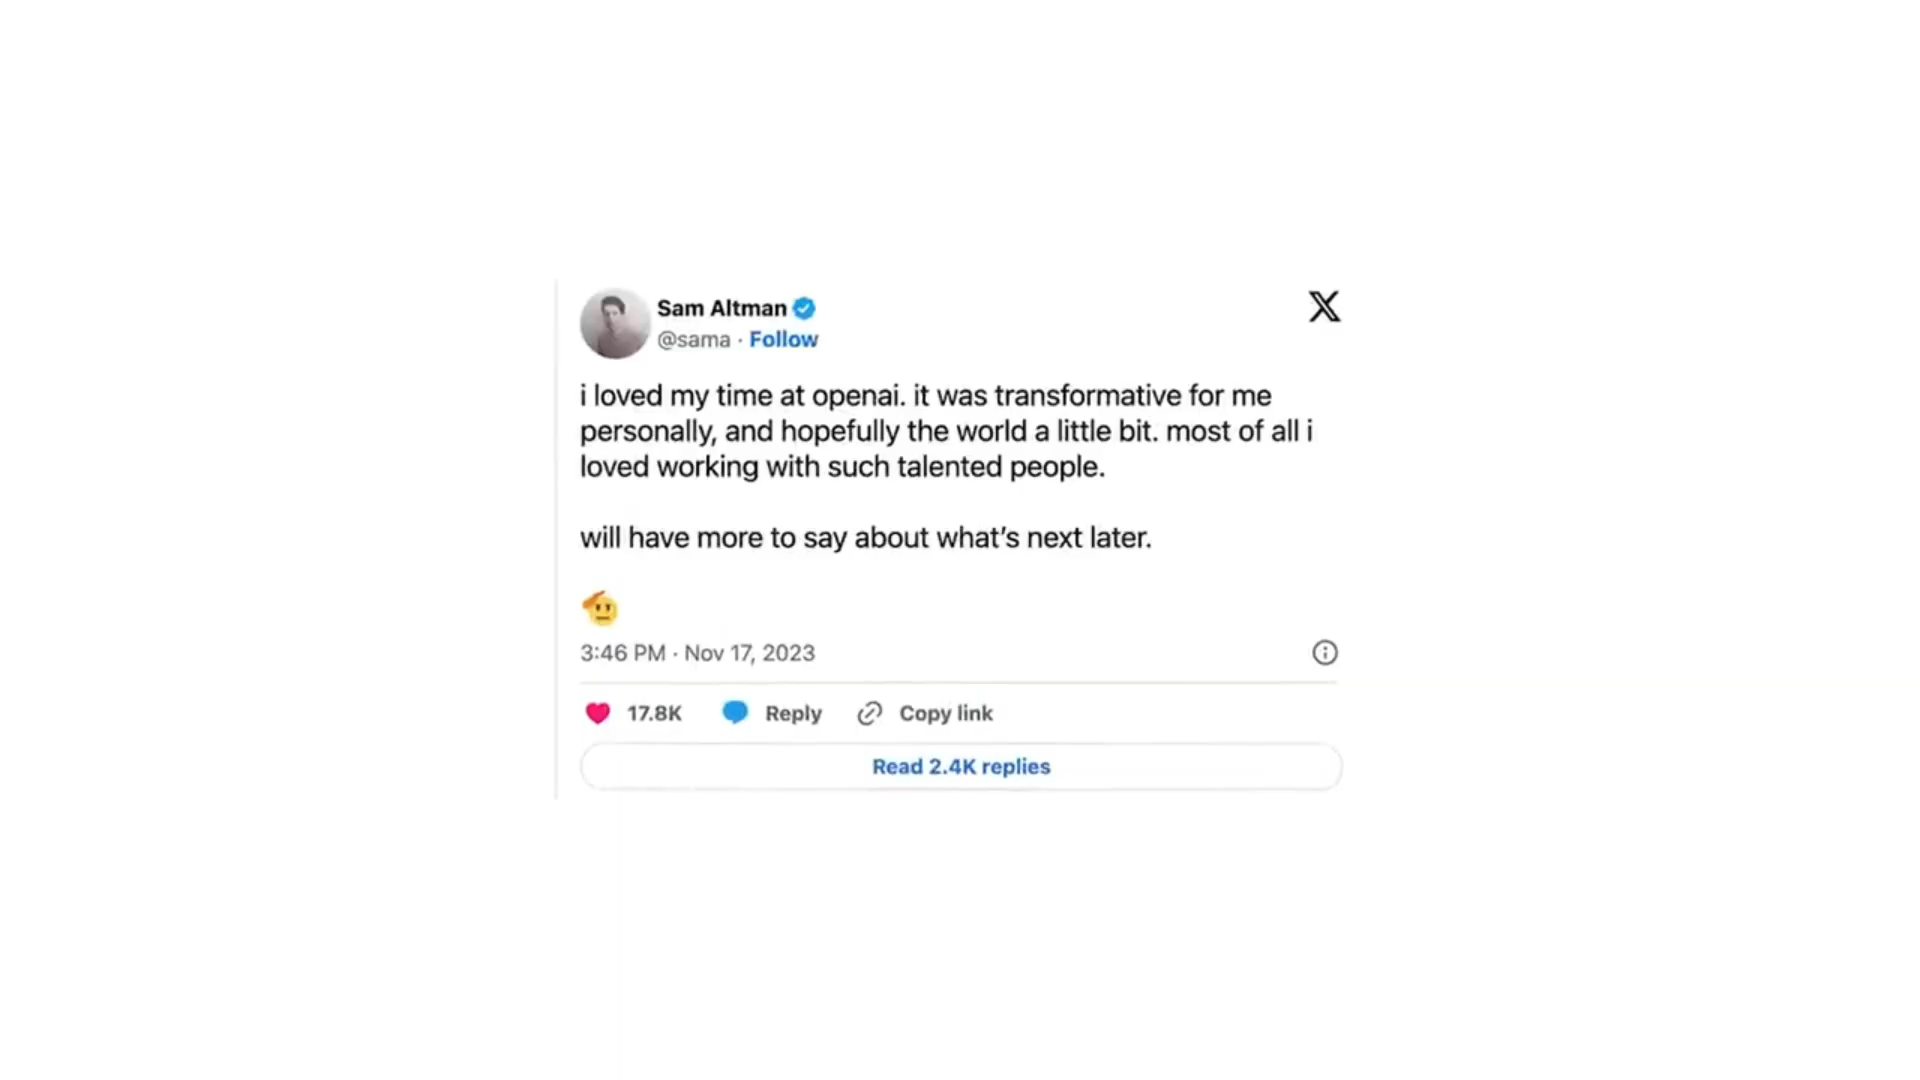 Sam Altman
@sama · Follow
i loved my time at openai. it was transformative for me
personally, and hopefully the world a little bit. most of all i
loved working with such talented people.
will have more to say about what’s next later.
🫡
3:46 PM · Nov 17, 2023
17.8K Reply Copy link
Read 2.4K replies